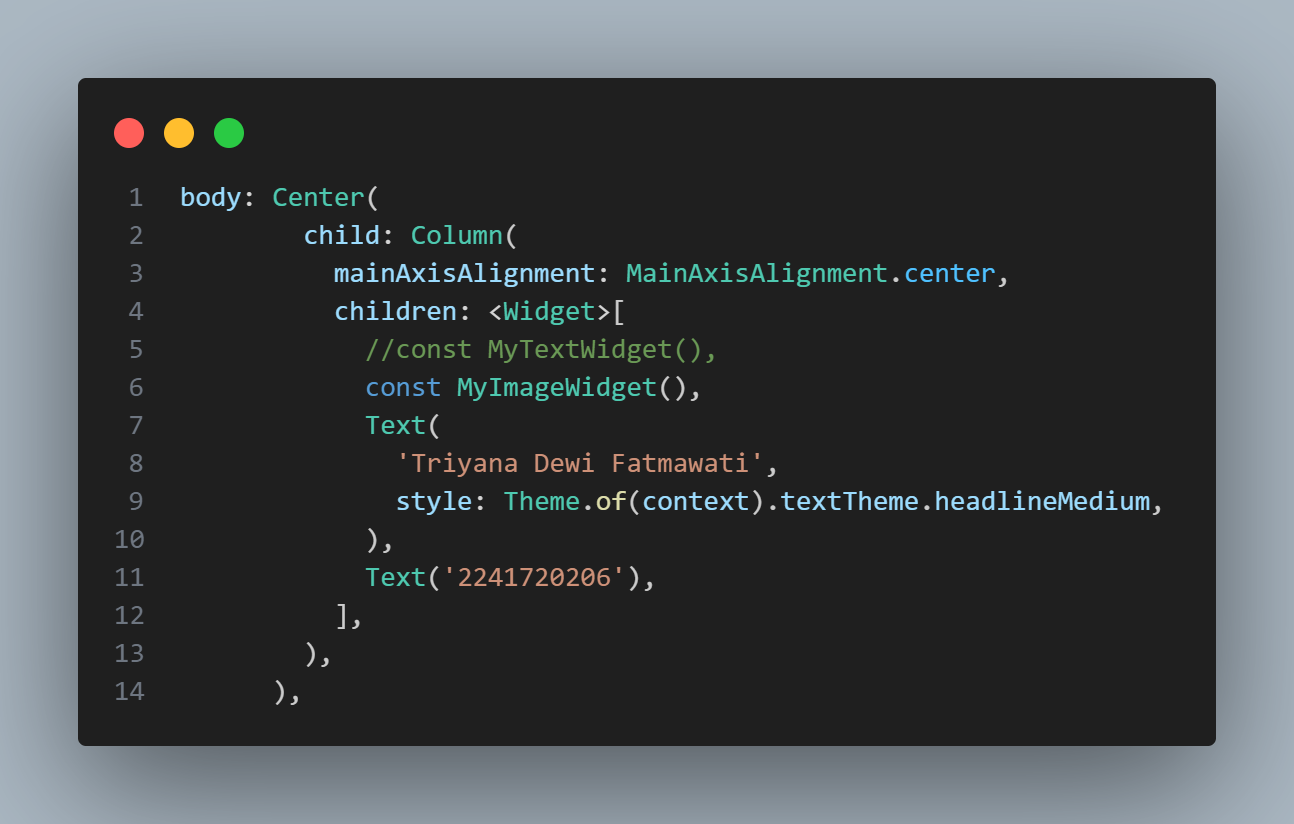 1 body: Center(
2 child: Column(
3 mainAxisAlignment: MainAxisAlignment.center,
4 children: <Widget>[
5 //const MyTextWidget(),
6 const MyImageWidget(),
7 Text(
8 'Triyana Dewi Fatmawati',
9 style: Theme.of(context).textTheme.headlineMedium,
10 ),
11 Text('2241720206'),
12 ],
13 ),
14 ),